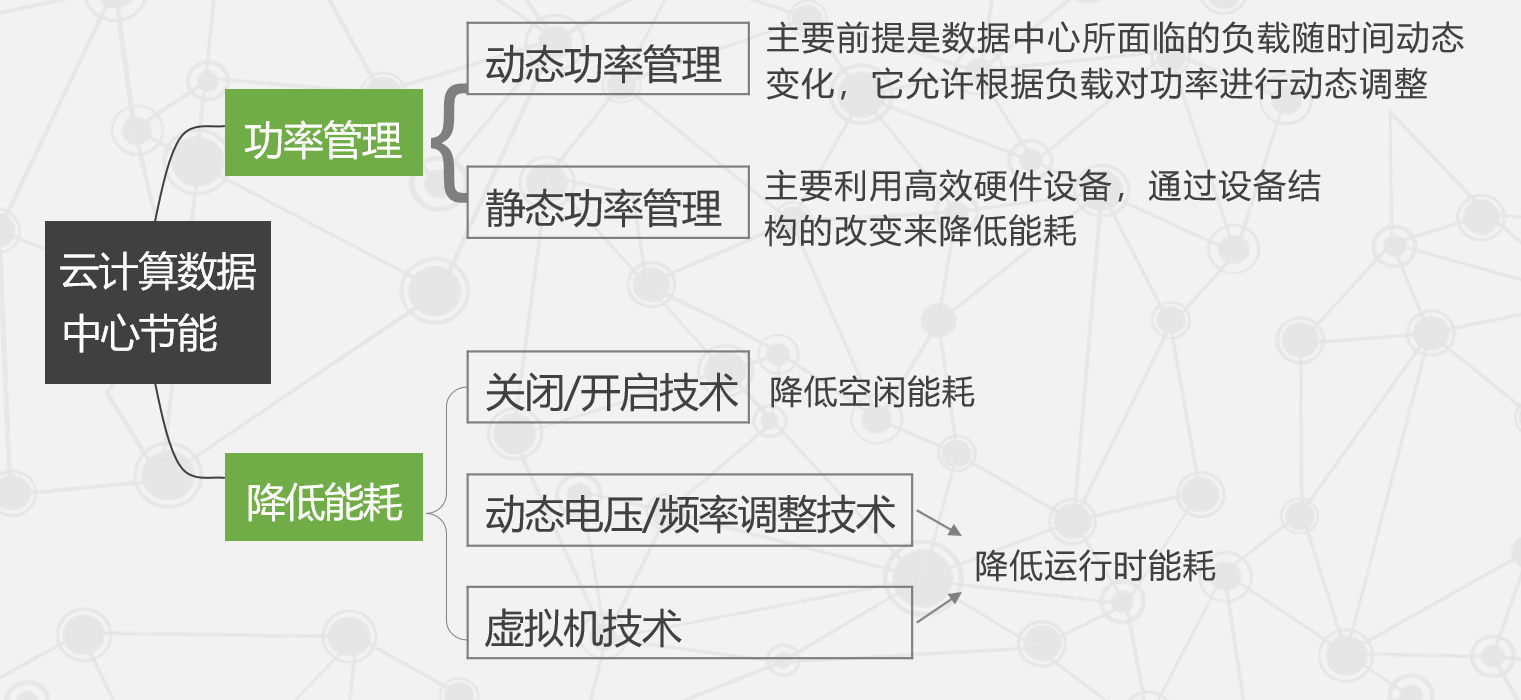 动态功率管理
主要前提是数据中心所面临的负载随时间动态
变化，它允许根据负载对功率进行动态调整
功率管理
静态功率管理
主要利用高效硬件设备，通过设备结
构的改变来降低能耗
云计算数据
中心节能
关闭/开启技术
降低空闲能耗
降低能耗
动态电压/频率调整技术
降低运行时能耗
虚拟机技术